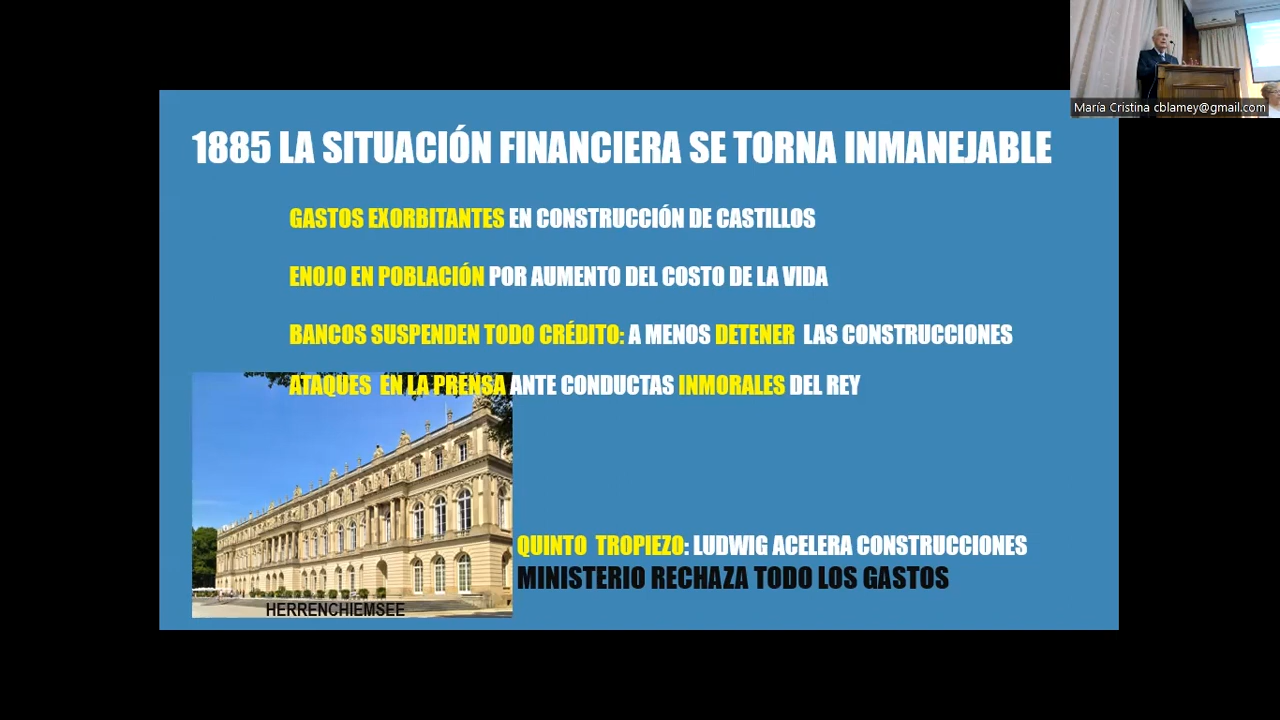 1885 LA SITUACIÓN FINANCIERA SE TORNA INMANEJABLE
GASTOS EXORBITANTES EN CONSTRUCCIÓN DE CASTILLOS
ENOJO EN POBLACIÓN POR AUMENTO DEL COSTO DE LA VIDA
BANCOS SUSPENDEN TODO CRÉDITO: A MENOS DETENER LAS CONSTRUCCIONES
ATAQUES EN LA PRENSA ANTE CONDUCTAS INMORALES DEL REY
QUINTO TROPIEZO: LUDWIG ACELERA CONSTRUCCIONES
MINISTERIO RECHAZA TODO LOS GASTOS
HERRENCHIEMSEE
María Cristina cblamey@gmail.com